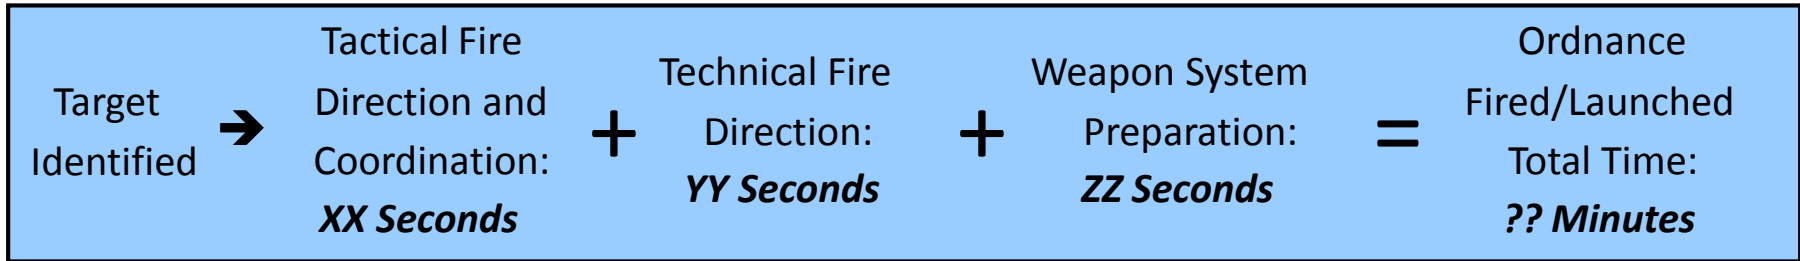 Target
Identified
➔
Tactical Fire
Direction and
Coordination:
XX Seconds
+
Technical Fire
Direction:
YY Seconds
+
Weapon System
Preparation:
ZZ Seconds
=
Ordnance
Fired/Launched
Total Time:
?? Minutes